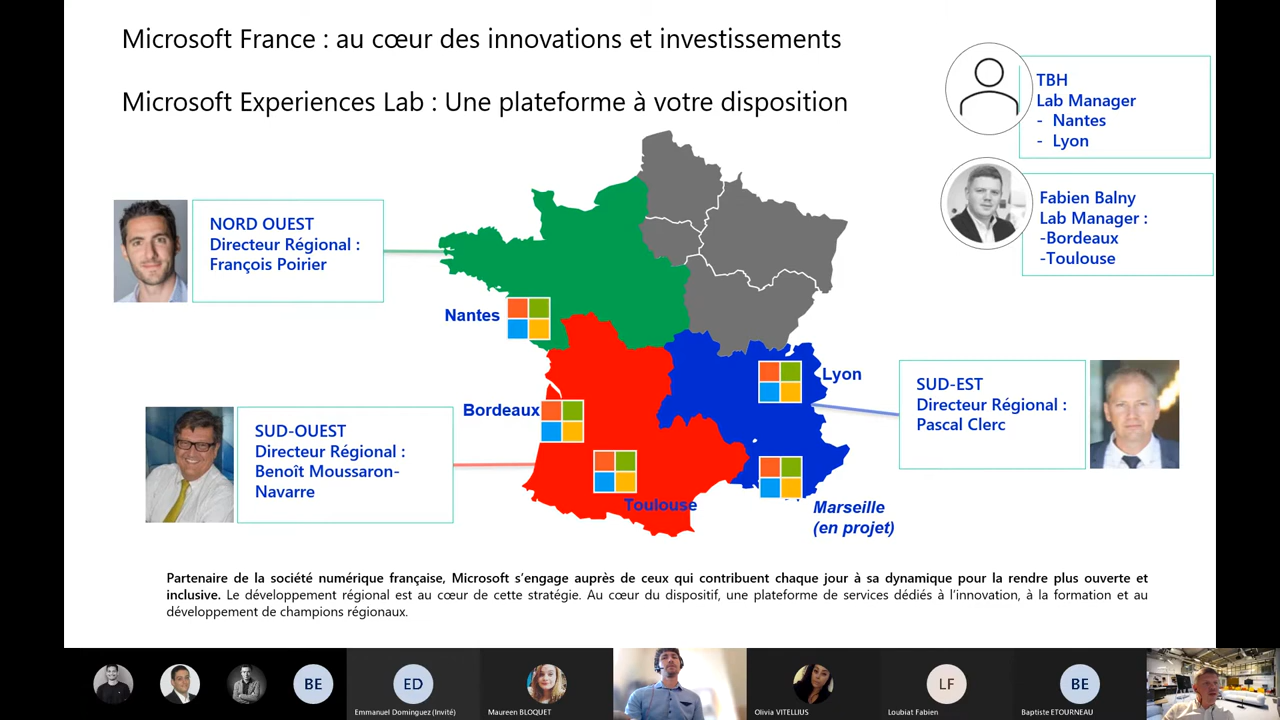 Microsoft France : au cœur des innovations et investissements
Microsoft Experiences Lab : Une plateforme à votre disposition
TBH
Lab Manager
- Nantes
- Lyon
Fabien Balny
Lab Manager :
-Bordeaux
-Toulouse
NORD OUEST
Directeur Régional :
François Poirier
Nantes
Lyon
SUD-EST
Directeur Régional :
Pascal Clerc
Bordeaux
SUD-OUEST
Directeur Régional :
Benoît Moussaron-
Navarre
Toulouse
Marseille
(en projet)
Partenaire de la société numérique française, Microsoft s’engage auprès de ceux qui contribuent chaque jour à sa dynamique pour la rendre plus ouverte et
inclusive. Le développement régional est au cœur de cette stratégie. Au cœur du dispositif, une plateforme de services dédiés à l’innovation, à la formation et au
développement de champions régionaux.
BE
ED
LF
BE
Emmanuel Dominguez (Invité)
Maureen BLOQUET
Olivia VITELLIUS
Loubiat Fabien
Baptiste ETOURNEAU